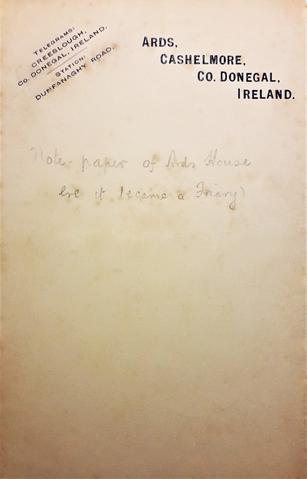 TELEGRAMS:
CREESLOUGH,
CO. DONEGAL, IRELAND.
STATION:
DUNFANAGHY ROAD.
ARDS,
CASHELMORE,
CO. DONEGAL,
IRELAND.
Note paper of Ards House
ere it became a Friary)